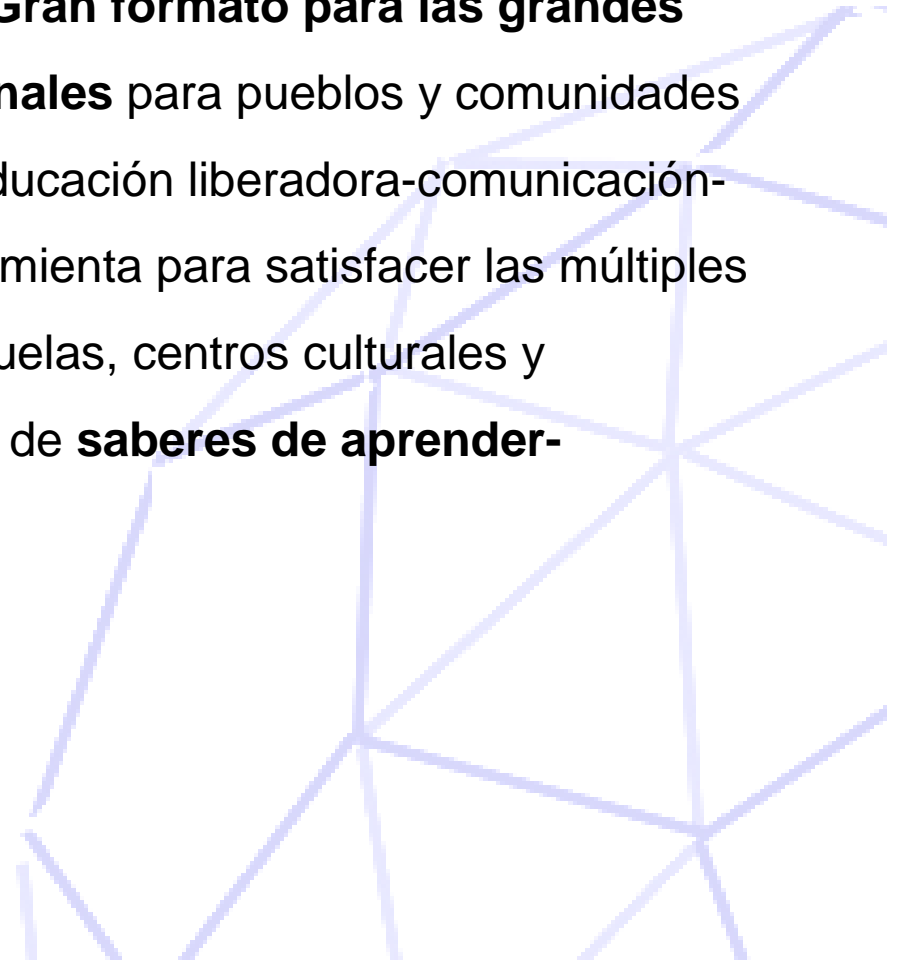 Gran formato para las grandes
nales para pueblos y comunidades
ducación liberadora-comunicación-
mienta para satisfacer las múltiples
uelas, centros culturales y
de saberes de aprender-